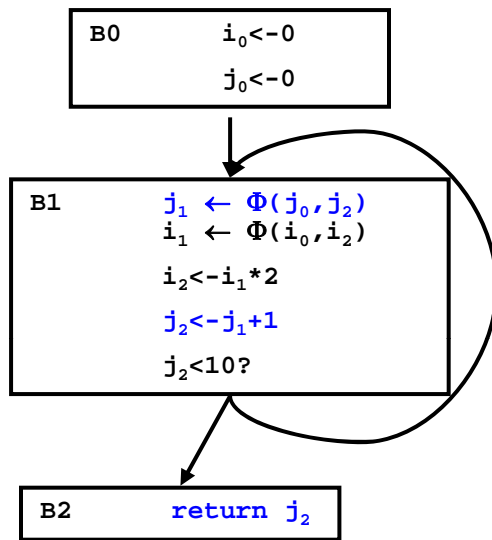 B0 i₀<-0
j₀<-0
B1 j₁ ← Φ(j₀,j₂)
i₁ ← Φ(i₀,i₂)
i₂<-i₁*2
j₂<-j₁+1
j₂<10?
B2 return j₂